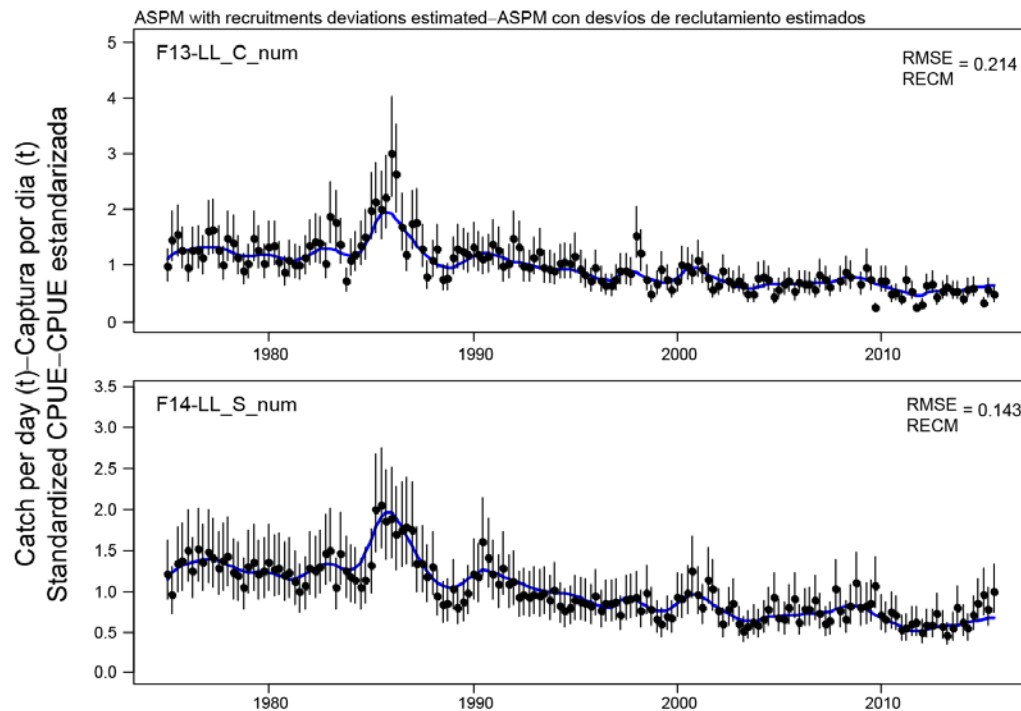 ASPM with recruitments deviations estimated–ASPM con desvíos de reclutamiento estimados
Catch per day (t)–Captura por dia (t)
Standardized CPUE–CPUE estandarizada
F13-LL_C_num
RMSE
RECM = 0.214
5
4
3
2
1
0
1980 1990 2000 2010
F14-LL_S_num
RMSE
RECM = 0.143
3.5
3.0
2.5
2.0
1.5
1.0
0.5
0.0
1980 1990 2000 2010